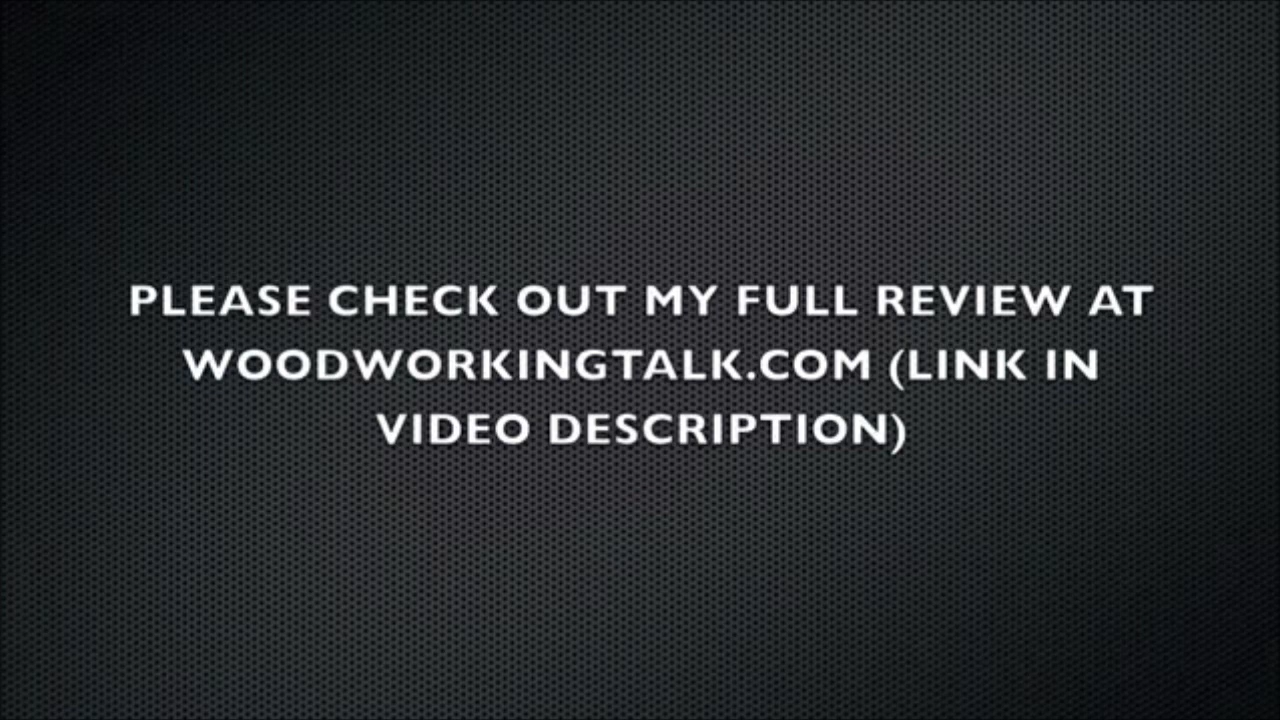 PLEASE CHECK OUT MY FULL REVIEW AT
WOODWORKINGTALK.COM (LINK IN
VIDEO DESCRIPTION)